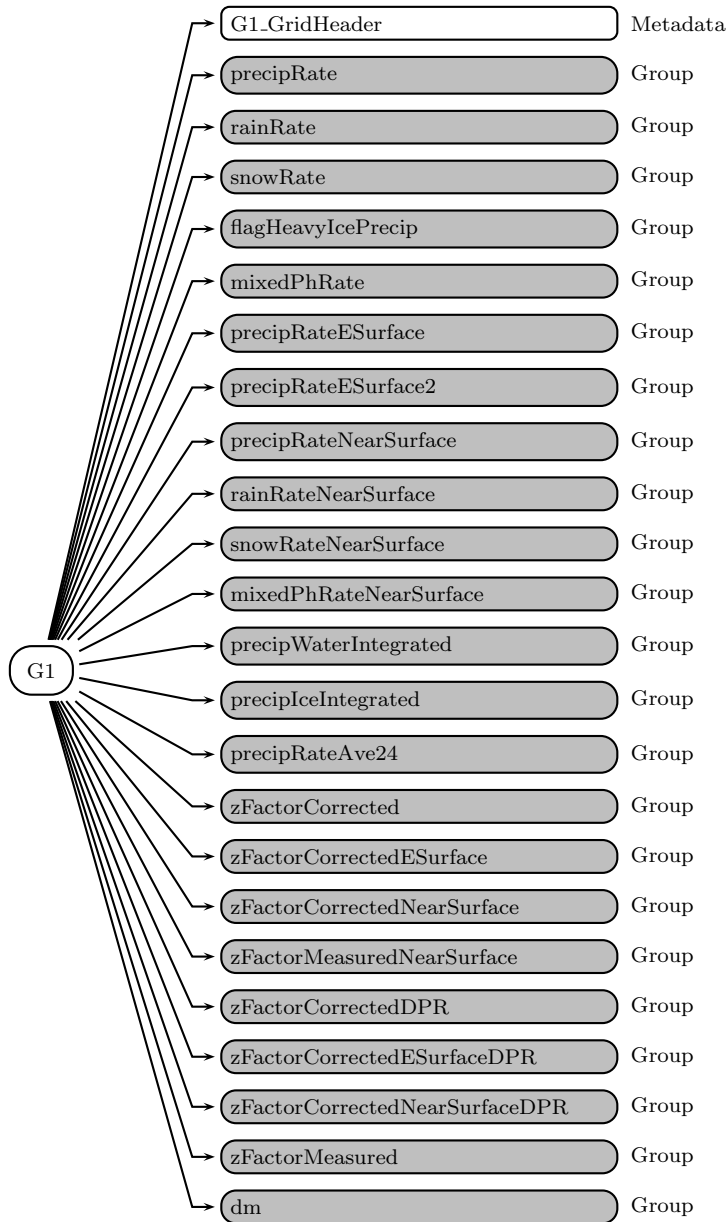 G1_GridHeader Metadata
precipRate Group
rainRate Group
snowRate Group
flagHeavyIcePrecip Group
mixedPhRate Group
precipRateESurface Group
precipRateESurface2 Group
precipRateNearSurface Group
rainRateNearSurface Group
snowRateNearSurface Group
mixedPhRateNearSurface Group
precipWaterIntegrated Group
G1
precipIceIntegrated Group
precipRateAve24 Group
zFactorCorrected Group
zFactorCorrectedESurface Group
zFactorCorrectedNearSurface Group
zFactorMeasuredNearSurface Group
zFactorCorrectedDPR Group
zFactorCorrectedESurfaceDPR Group
zFactorCorrectedNearSurfaceDPR Group
zFactorMeasured Group
dm Group